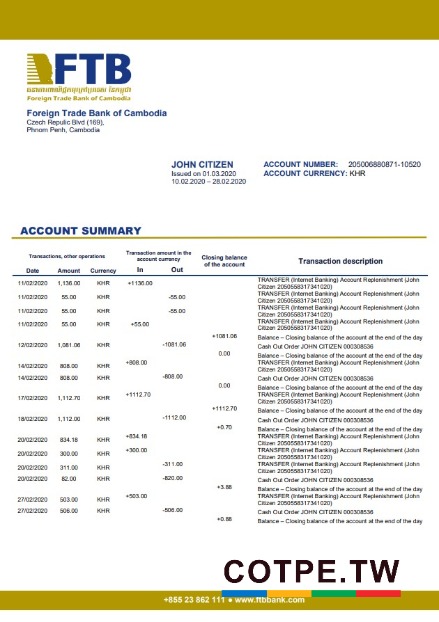 FTB
Foreign Trade Bank of Cambodia
Foreign Trade Bank of Cambodia
Czech Republic Blvd (169),
Phnom Penh, Cambodia
JOHN CITIZEN
Issued on 01.03.2020
10.02.2020 – 28.02.2020
ACCOUNT NUMBER: 205006880871-10520
ACCOUNT CURRENCY: KHR
ACCOUNT SUMMARY
Transactions, other operations
Transaction amount in the account currency
Closing balance of the account
Transaction description
Date Amount Currency In Out
11/02/2020 1,136.00 KHR +1136.00 TRANSFER (Internet Banking) Account Replenishment (John Citizen 2050558317341020)
11/02/2020 55.00 KHR -55.00 TRANSFER (Internet Banking) Account Replenishment (John Citizen 2050558317341020)
11/02/2020 55.00 KHR -55.00 TRANSFER (Internet Banking) Account Replenishment (John Citizen 2050558317341020)
11/02/2020 55.00 KHR +55.00 TRANSFER (Internet Banking) Account Replenishment (John Citizen 2050558317341020)
+1081.06 Balance – Closing balance of the account at the end of the day
12/02/2020 1,081.06 KHR -1081.06 Cash Out Order JOHN CITIZEN 000308536
0.00 Balance – Closing balance of the account at the end of the day
14/02/2020 808.00 KHR +808.00 TRANSFER (Internet Banking) Account Replenishment (John Citizen 2050558317341020)
14/02/2020 808.00 KHR -808.00 Cash Out Order JOHN CITIZEN 000308536
0.00 Balance – Closing balance of the account at the end of the day
17/02/2020 1,112.70 KHR +1112.70 TRANSFER (Internet Banking) Account Replenishment (John Citizen 2050558317341020)
+1112.70 Balance – Closing balance of the account at the end of the day
18/02/2020 1,112.00 KHR -1112.00 Cash Out Order JOHN CITIZEN 000308536
+0.70 Balance – Closing balance of the account at the end of the day
20/02/2020 834.18 KHR +834.18 TRANSFER (Internet Banking) Account Replenishment (John Citizen 2050558317341020)
20/02/2020 300.00 KHR +300.00 TRANSFER (Internet Banking) Account Replenishment (John Citizen 2050558317341020)
20/02/2020 311.00 KHR -311.00 TRANSFER (Internet Banking) Account Replenishment (John Citizen 2050558317341020)
20/02/2020 82.00 KHR -820.00 Cash Out Order JOHN CITIZEN 000308536
+3.88 Balance – Closing balance of the account at the end of the day
27/02/2020 503.00 KHR +503.00 TRANSFER (Internet Banking) Account Replenishment (John Citizen 2050558317341020)
27/02/2020 506.00 KHR -506.00 Cash Out Order JOHN CITIZEN 000308536
+0.88 Balance – Closing balance of the account at the end of the day
COTPE.TW
+855 23 862 111 ● www.ftbbank.com